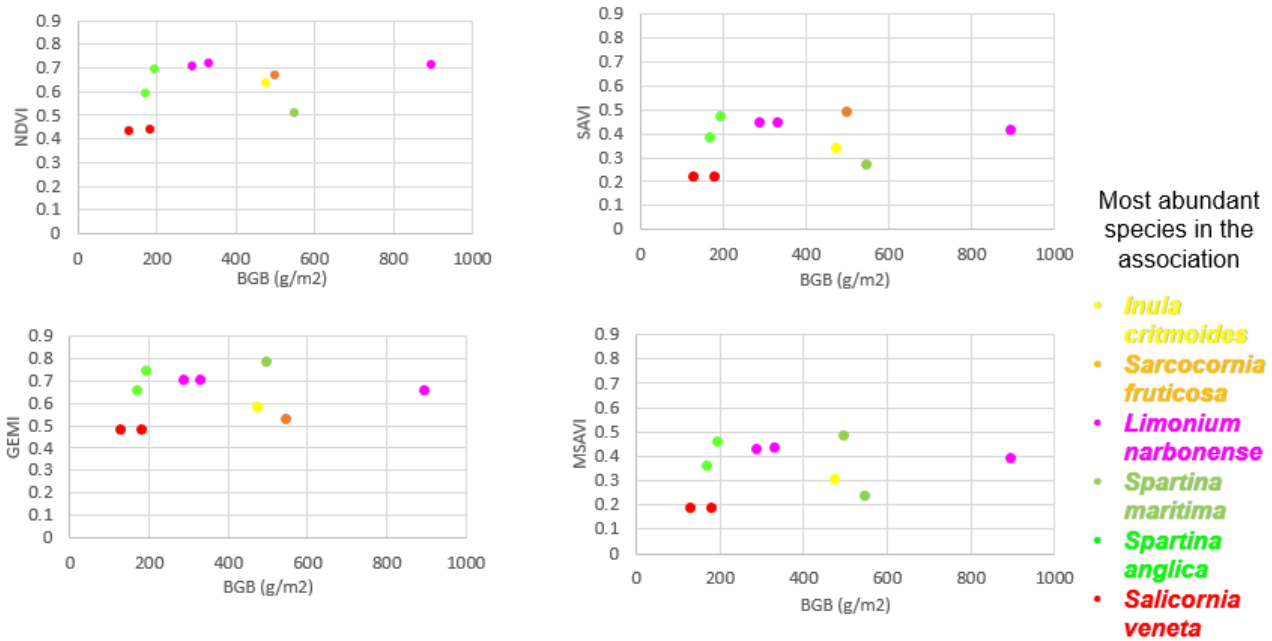 0.9
0.8
0.7
0.6
0.5
0.4
0.3
0.2
0.1
0
NDVI
0 200 400 600 800 1000
BGB (g/m2)
0.9
0.8
0.7
0.6
0.5
0.4
0.3
0.2
0.1
0
SAVI
0 200 400 600 800 1000
BGB (g/m2)
0.9
0.8
0.7
0.6
0.5
0.4
0.3
0.2
0.1
0
GEMI
0 200 400 600 800 1000
BGB (g/m2)
0.9
0.8
0.7
0.6
0.5
0.4
0.3
0.2
0.1
0
MSAVI
0 200 400 600 800 1000
BGB (g/m2)
Most abundant
species in the
association
• Inula
critmoides
• Sarcocornia
fruticosa
• Limonium
narbonense
• Spartina
maritima
• Spartina
anglica
• Salicornia
veneta